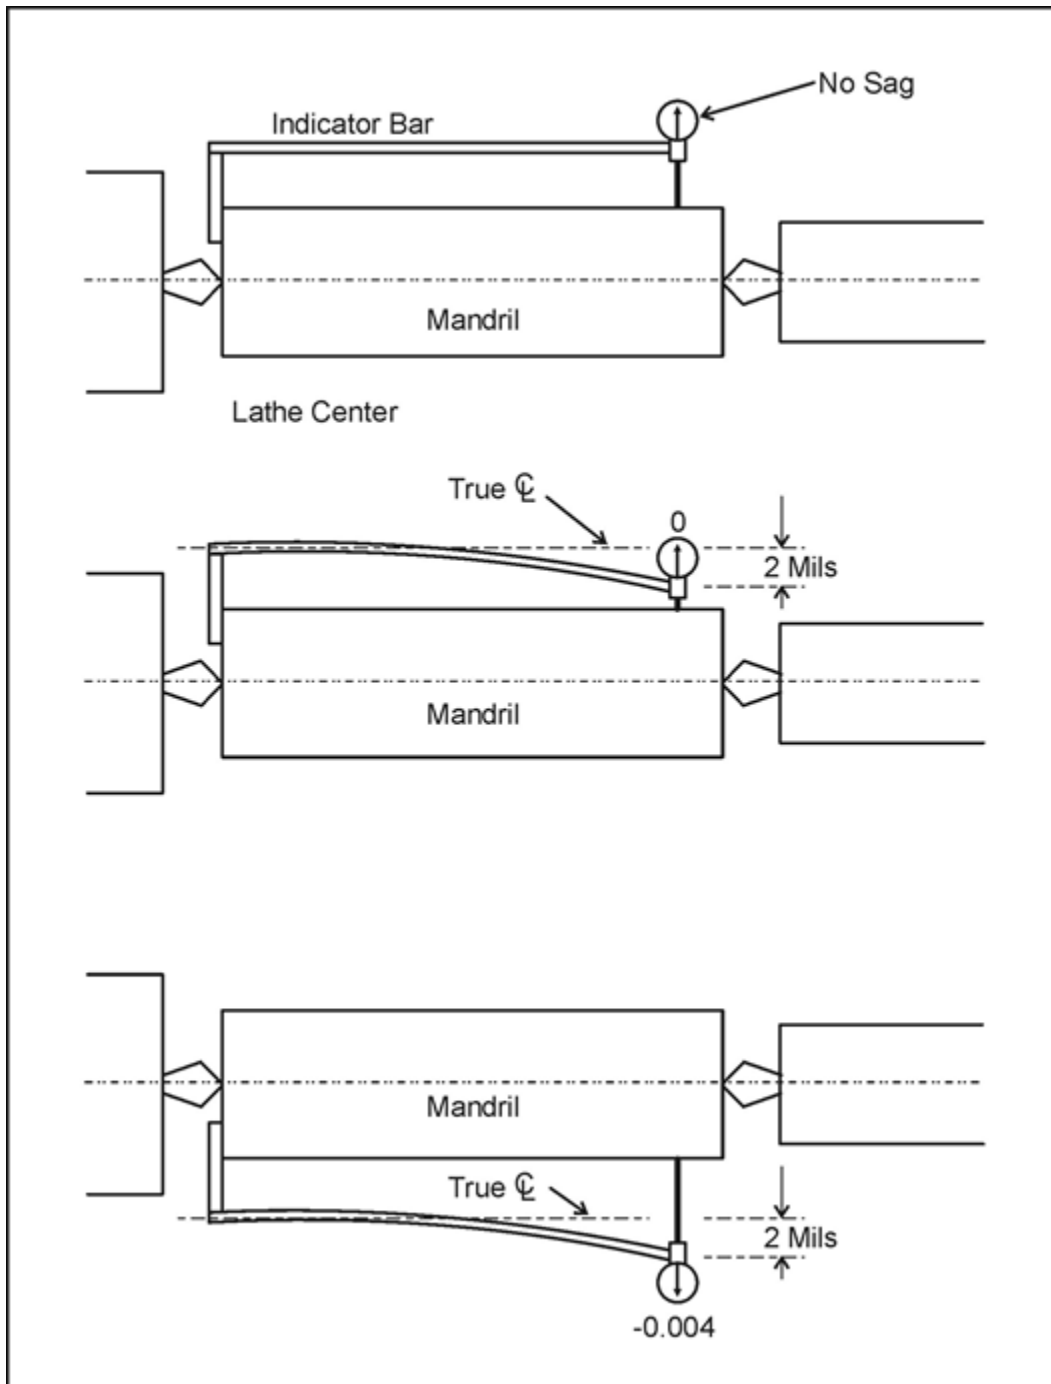 No Sag
Indicator Bar
Mandril
Lathe Center
True ℄
0
2 Mils
Mandril
Mandril
True ℄
2 Mils
-0.004